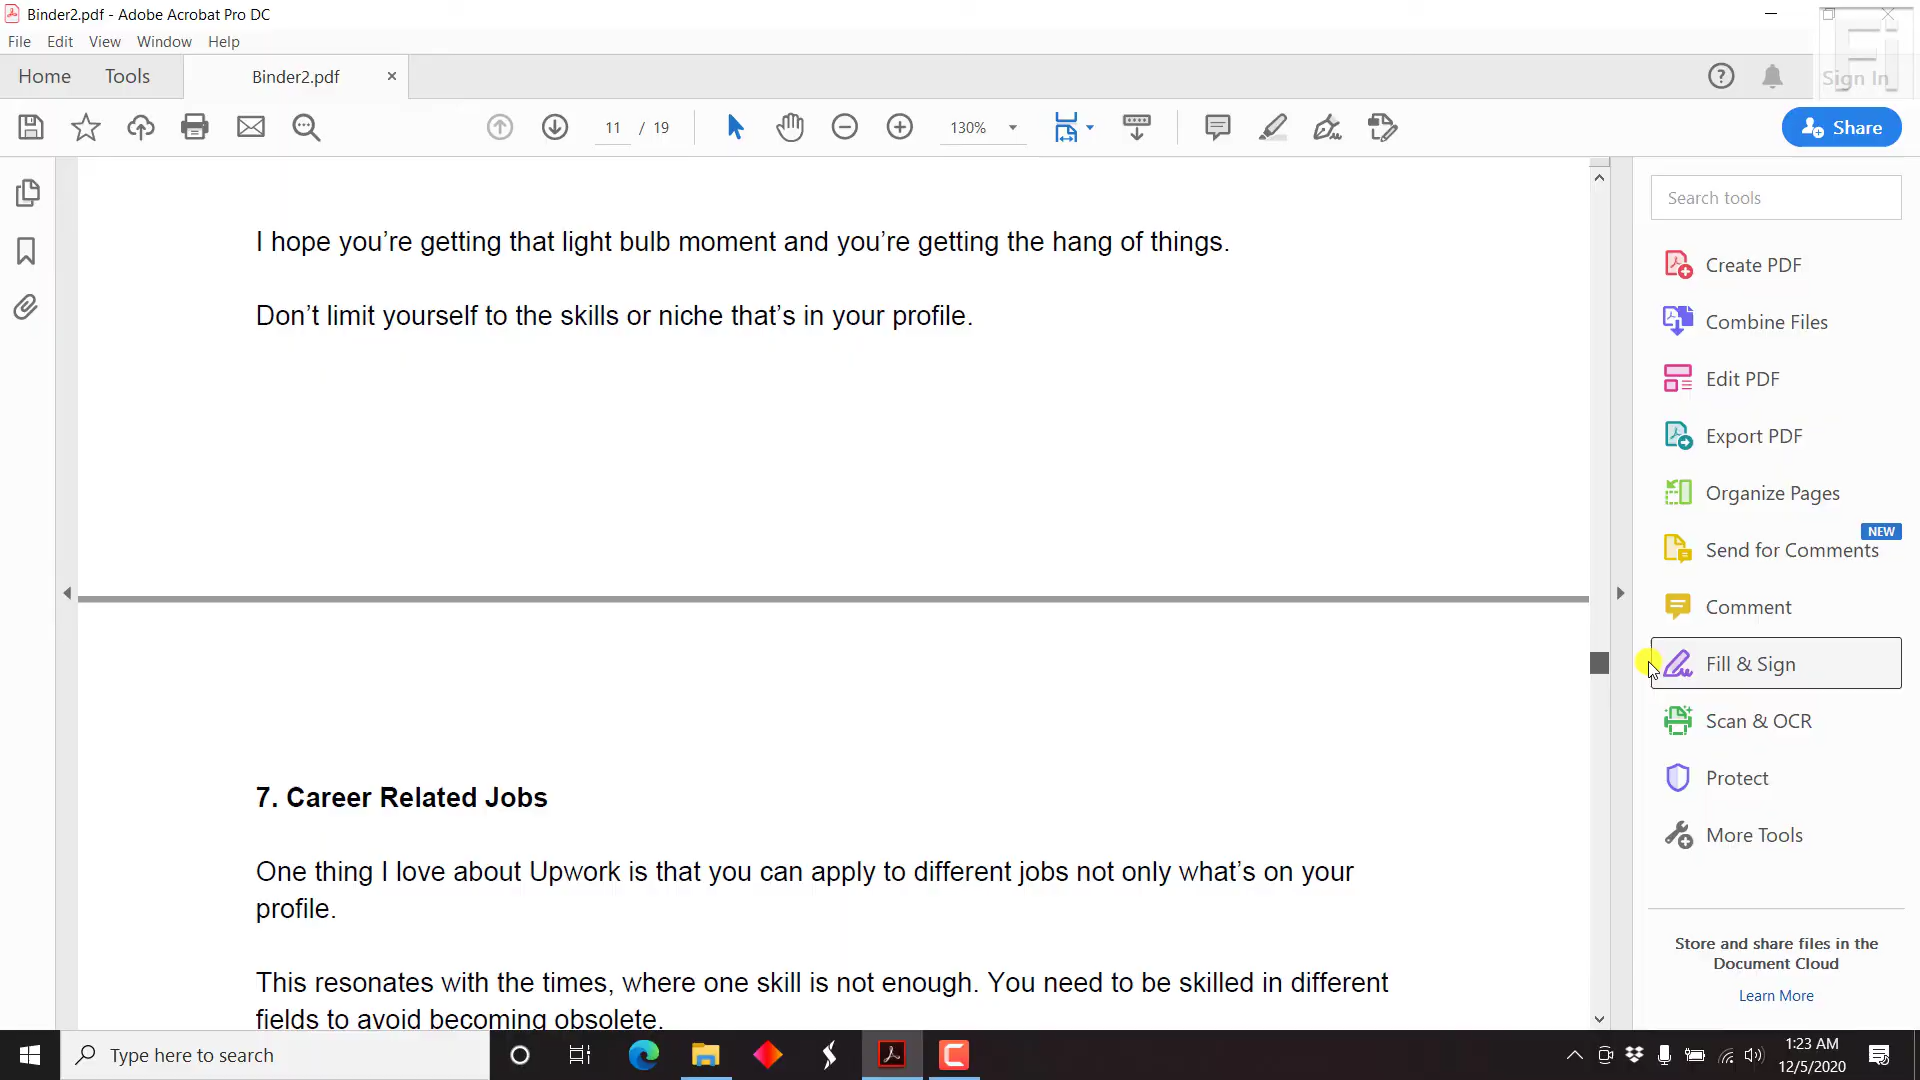 Binder2.pdf - Adobe Acrobat Pro DC
File Edit View Window Help
Home Tools Binder2.pdf × Sign In
11 / 19 130% Share
I hope you’re getting that light bulb moment and you’re getting the hang of things.
Don’t limit yourself to the skills or niche that’s in your profile.
7. Career Related Jobs
One thing I love about Upwork is that you can apply to different jobs not only what’s on your
profile.
This resonates with the times, where one skill is not enough. You need to be skilled in different
fields to avoid becoming obsolete.
Search tools
Create PDF
Combine Files
Edit PDF
Export PDF
Organize Pages
NEW
Send for Comments
Comment
Fill & Sign
Scan & OCR
Protect
More Tools
Store and share files in the
Document Cloud
Learn More
Type here to search
1:23 AM
12/5/2020